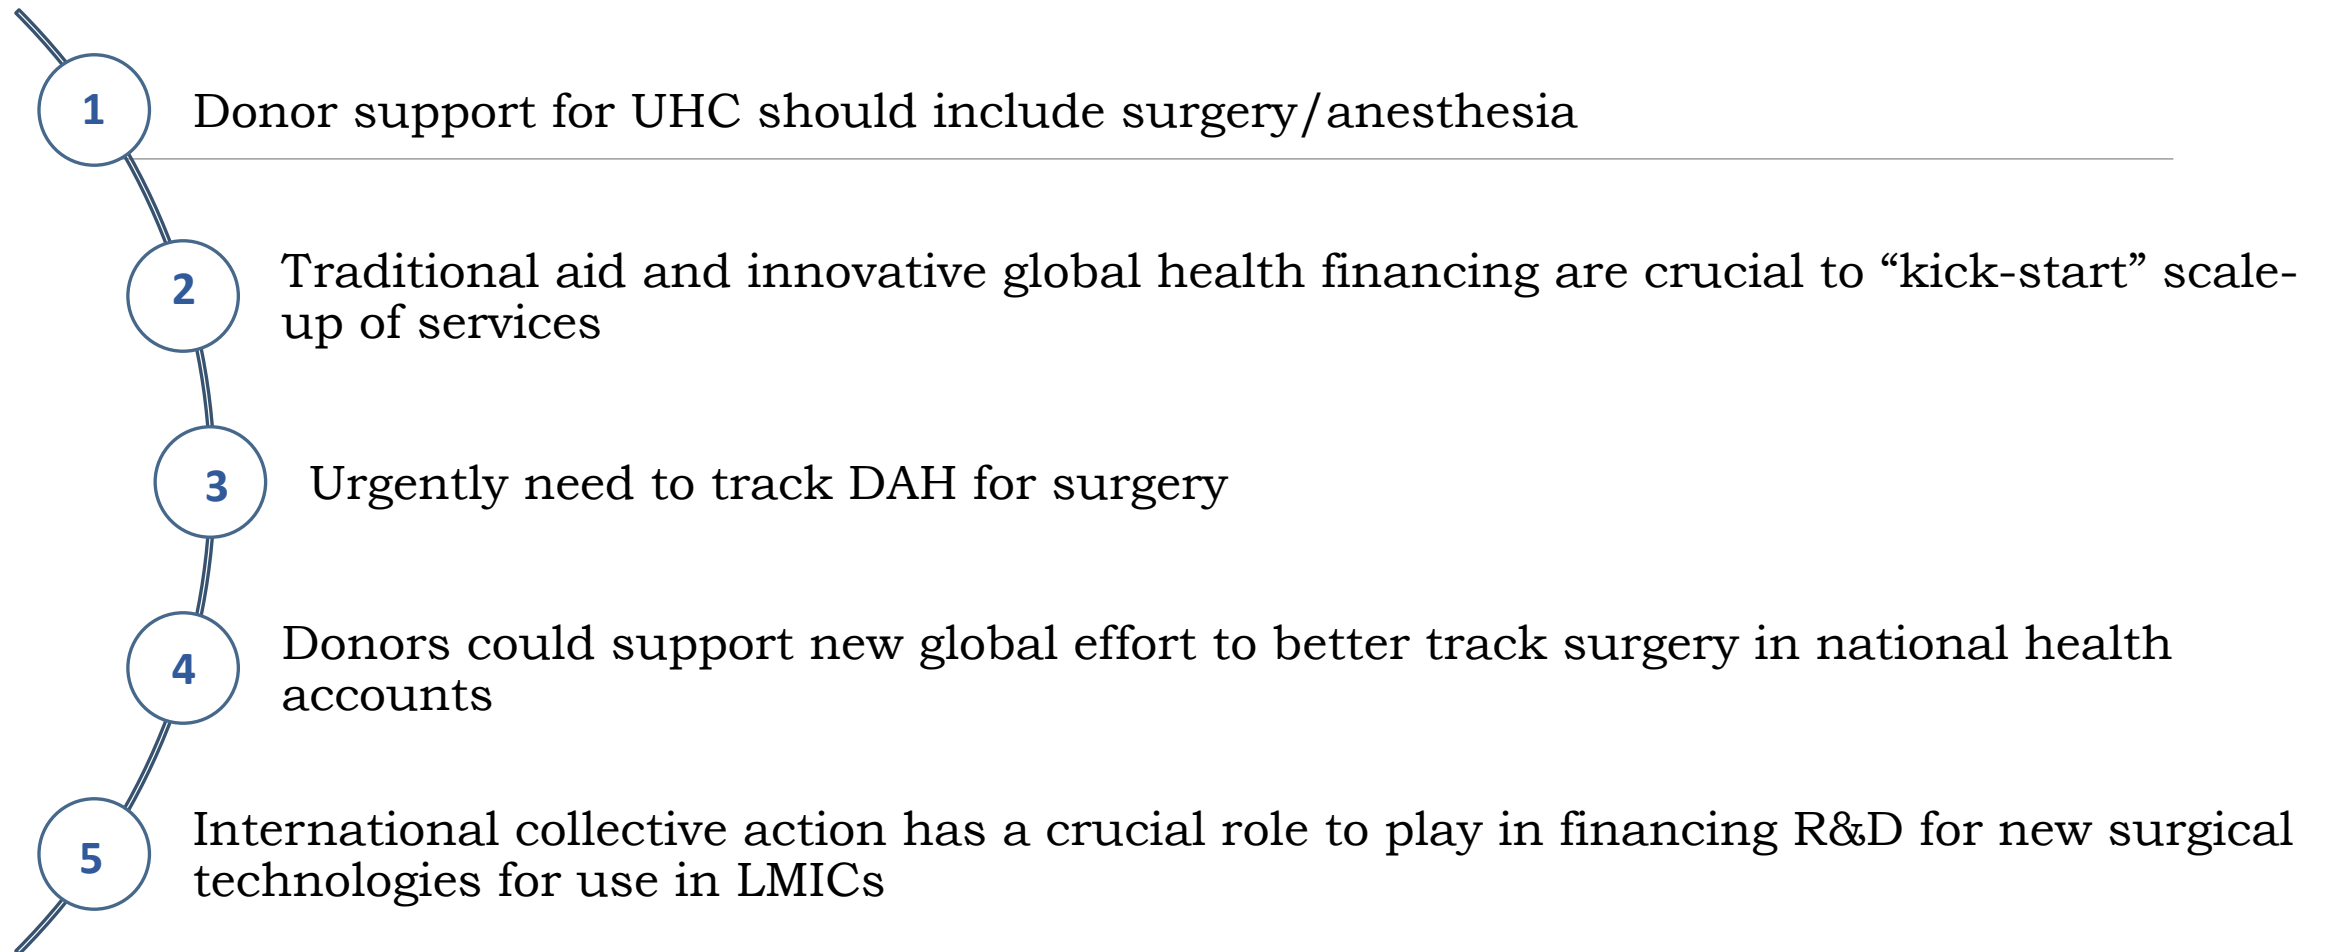 1
Donor support for UHC should include surgery/anesthesia
2
Traditional aid and innovative global health financing are crucial to “kick-start” scale-
up of services
3
Urgently need to track DAH for surgery
4
Donors could support new global effort to better track surgery in national health
accounts
5
International collective action has a crucial role to play in financing R&D for new surgical
technologies for use in LMICs